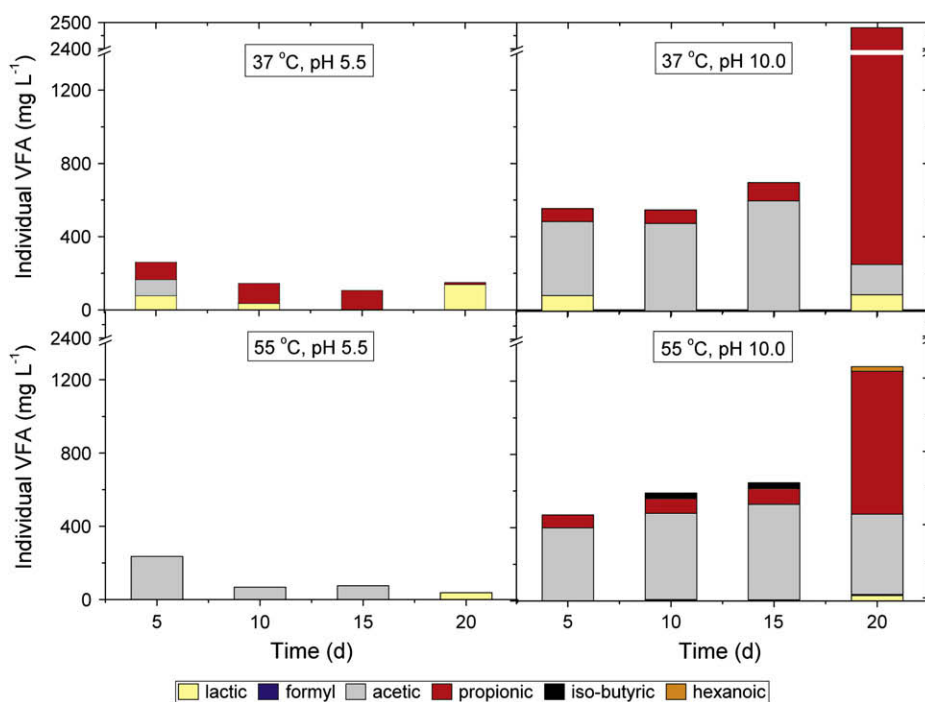 2500
2400
1200
800
400
0
Individual VFA (mg L⁻¹)
37 °C, pH 5.5
37 °C, pH 10.0
2400
1200
800
400
0
Individual VFA (mg L⁻¹)
55 °C, pH 5.5
55 °C, pH 10.0
5 10 15 20 5 10 15 20
Time (d) Time (d)
lactic formyl acetic propionic iso-butyric hexanoic